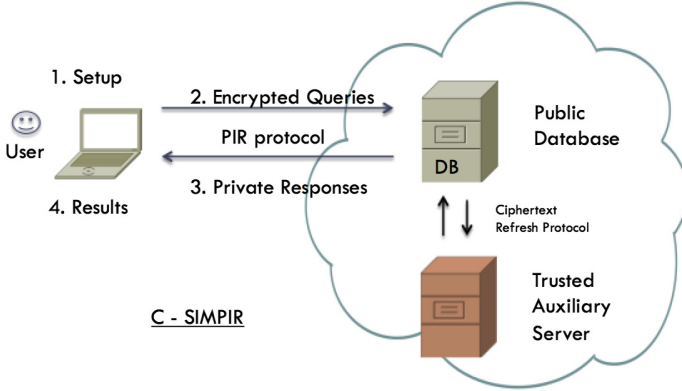 1. Setup
2. Encrypted Queries
User
PIR protocol
3. Private Responses
4. Results
DB
Public
Database
Ciphertext
Refresh Protocol
Trusted
Auxiliary
Server
C - SIMPIR